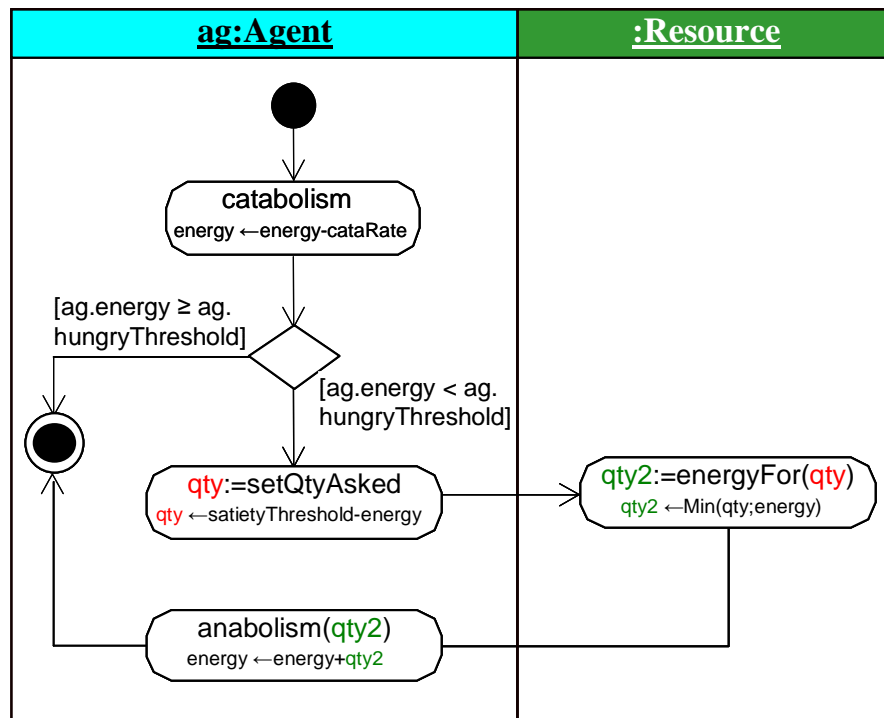 ag:Agent
:Resource
catabolism
energy ←energy-cataRate
[ag.energy ≥ ag.
hungryThreshold]
[ag.energy < ag.
hungryThreshold]
qty:=setQtyAsked
qty ←satietyThreshold-energy
qty2:=energyFor(qty)
qty2 ←Min(qty;energy)
anabolism(qty2)
energy ←energy+qty2